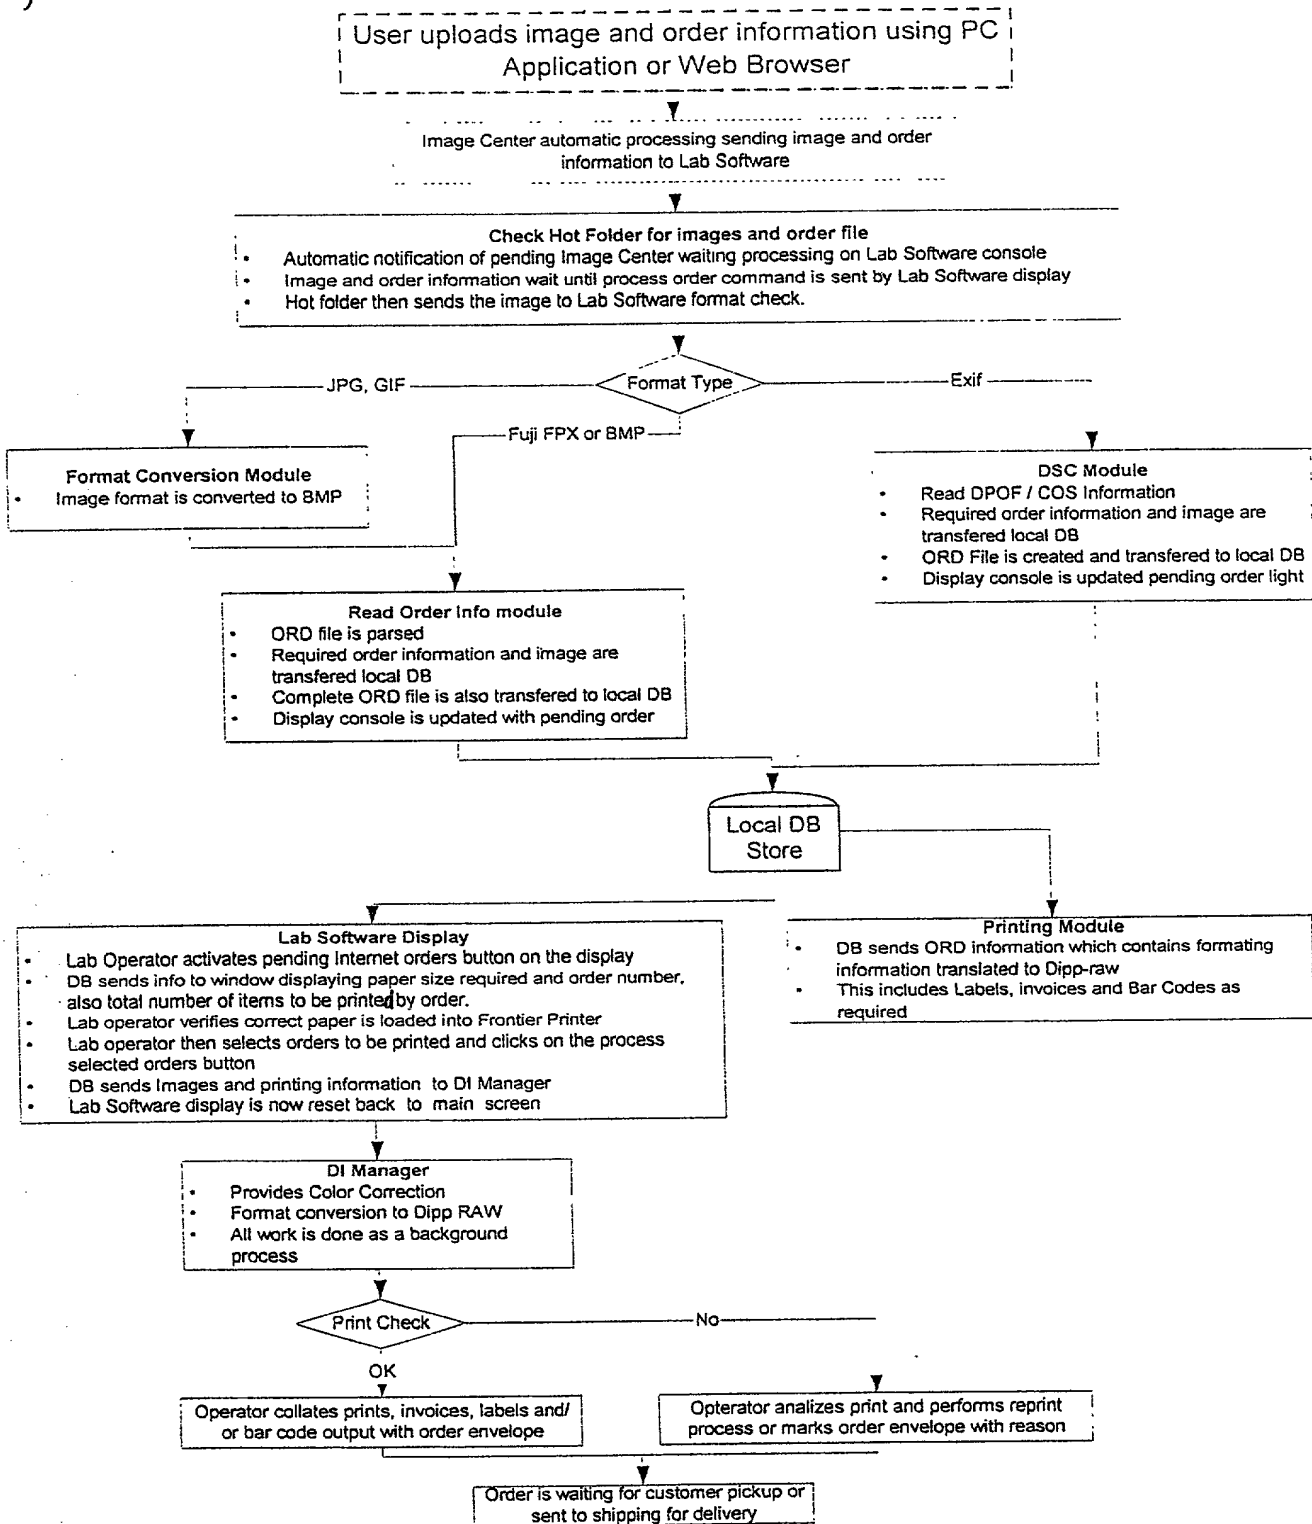 User uploads image and order information using PC
Application or Web Browser
Image Center automatic processing sending image and order
information to Lab Software
Check Hot Folder for images and order file
• Automatic notification of pending Image Center waiting processing on Lab Software console
• Image and order information wait until process order command is sent by Lab Software display
• Hot folder then sends the image to Lab Software format check.
Format Type
JPG, GIF
Exif
Fuji FPX or BMP
Format Conversion Module
• Image format is converted to BMP
DSC Module
• Read DPOF / COS Information
• Required order information and image are
transfered local DB
• ORD File is created and transfered to local DB
• Display console is updated pending order light
Read Order Info module
• ORD file is parsed
• Required order information and image are
transfered local DB
• Complete ORD file is also transfered to local DB
• Display console is updated with pending order
Local DB
Store
Lab Software Display
• Lab Operator activates pending Internet orders button on the display
• DB sends info to window displaying paper size required and order number,
also total number of items to be printed by order.
• Lab operator verifies correct paper is loaded into Frontier Printer
• Lab operator then selects orders to be printed and clicks on the process
selected orders button
• DB sends Images and printing information to DI Manager
• Lab Software display is now reset back to main screen
Printing Module
• DB sends ORD information which contains formating
information translated to Dipp-raw
• This includes Labels, invoices and Bar Codes as
required
DI Manager
• Provides Color Correction
• Format conversion to Dipp RAW
• All work is done as a background
process
Print Check
No
OK
Operator collates prints, invoices, labels and/
or bar code output with order envelope
Opterator analizes print and performs reprint
process or marks order envelope with reason
Order is waiting for customer pickup or
sent to shipping for delivery